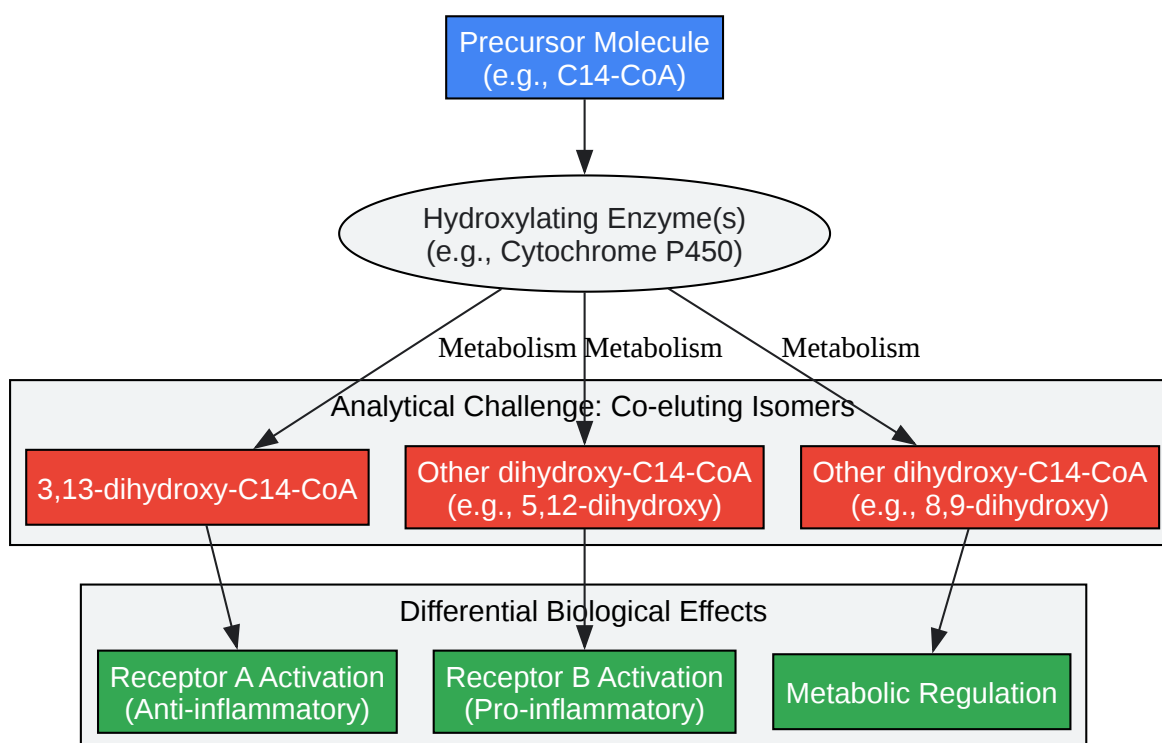 Precursor Molecule
(e.g., C14-CoA)
Hydroxylating Enzyme(s)
(e.g., Cytochrome P450)
Metabolism
Metabolism
Metabolism
Analytical Challenge: Co-eluting Isomers
3,13-dihydroxy-C14-CoA
Other dihydroxy-C14-CoA
(e.g., 5,12-dihydroxy)
Other dihydroxy-C14-CoA
(e.g., 8,9-dihydroxy)
Differential Biological Effects
Receptor A Activation
(Anti-inflammatory)
Receptor B Activation
(Pro-inflammatory)
Metabolic Regulation